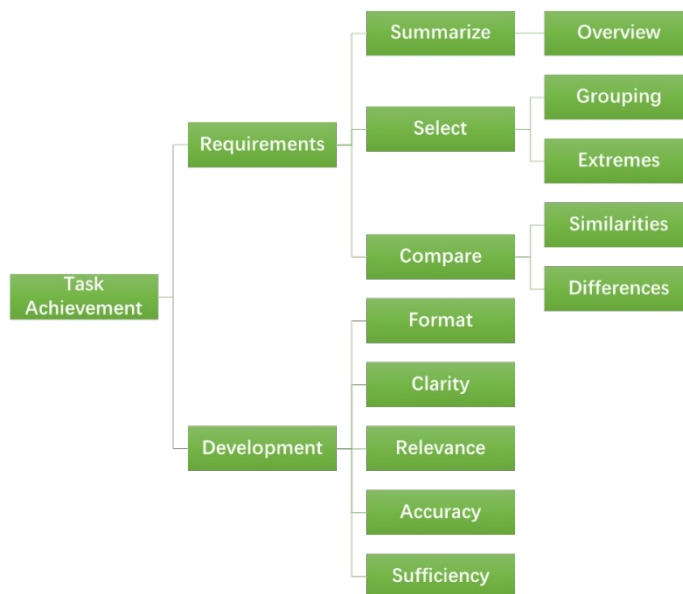 Summarize
Overview
Grouping
Requirements
Select
Extremes
Similarities
Compare
Task
Achievement
Differences
Format
Clarity
Development
Relevance
Accuracy
Sufficiency